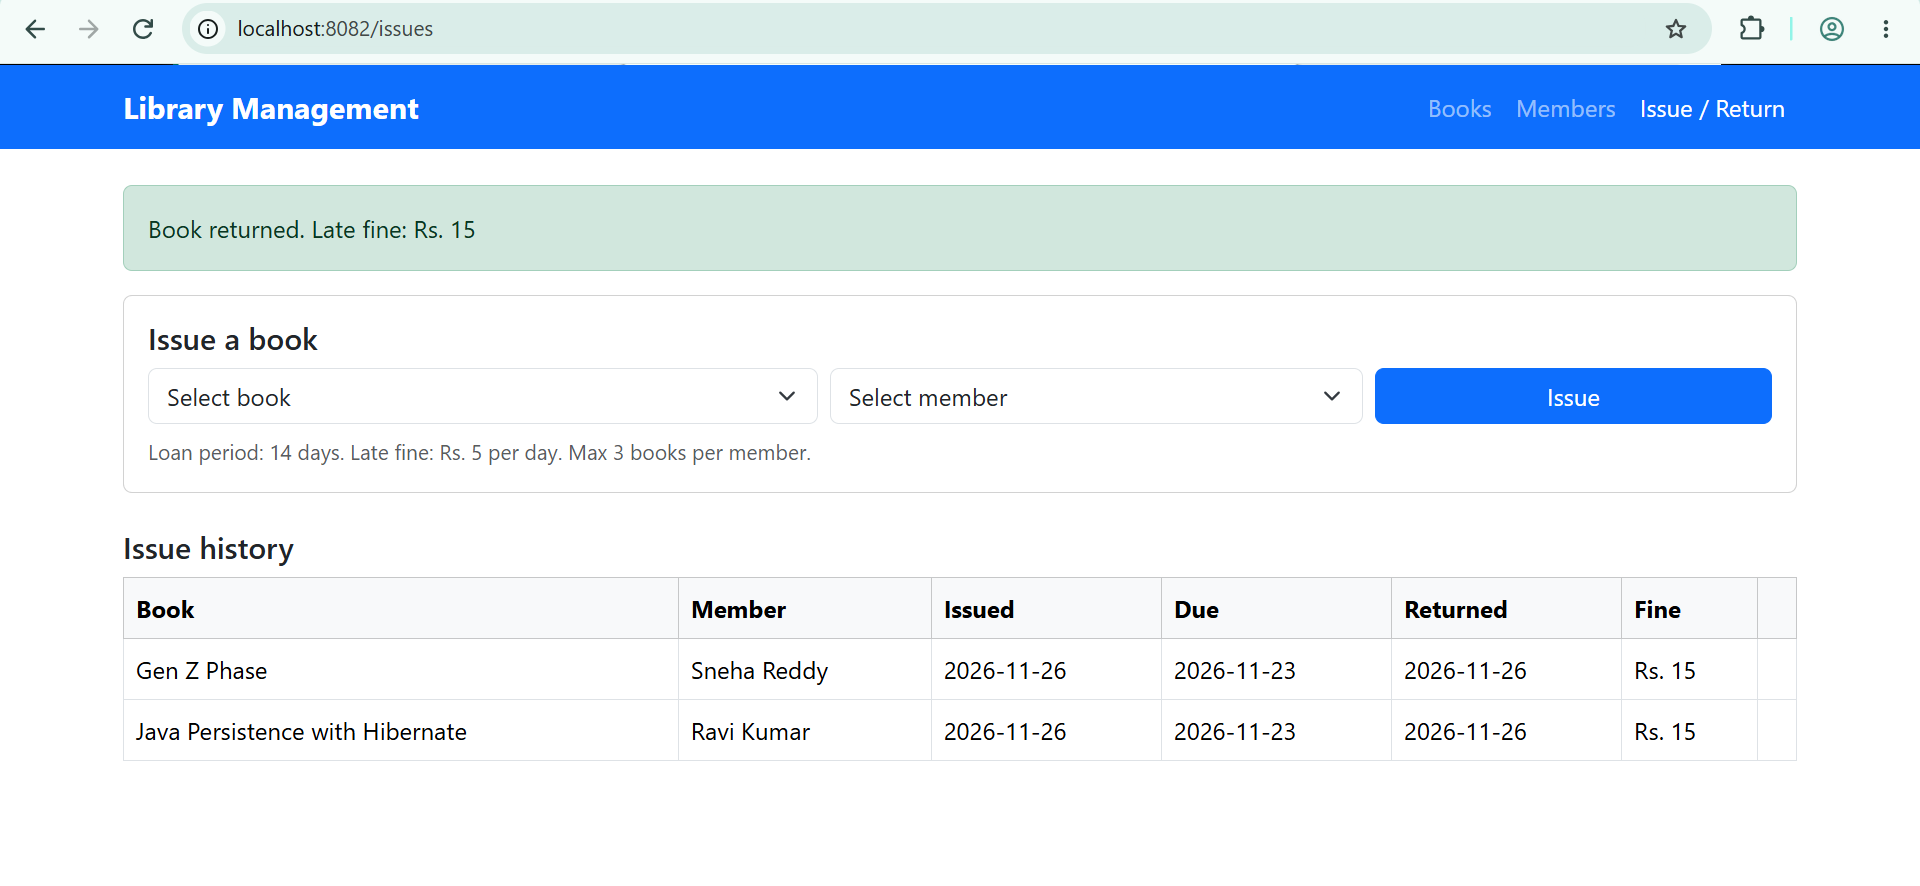 localhost:8082/issues
Library Management
Books Members Issue / Return
Book returned. Late fine: Rs. 15
Issue a book
Select book Select member Issue
Loan period: 14 days. Late fine: Rs. 5 per day. Max 3 books per member.
Issue history
Book Member Issued Due Returned Fine
Gen Z Phase Sneha Reddy 2026-11-26 2026-11-23 2026-11-26 Rs. 15
Java Persistence with Hibernate Ravi Kumar 2026-11-26 2026-11-23 2026-11-26 Rs. 15